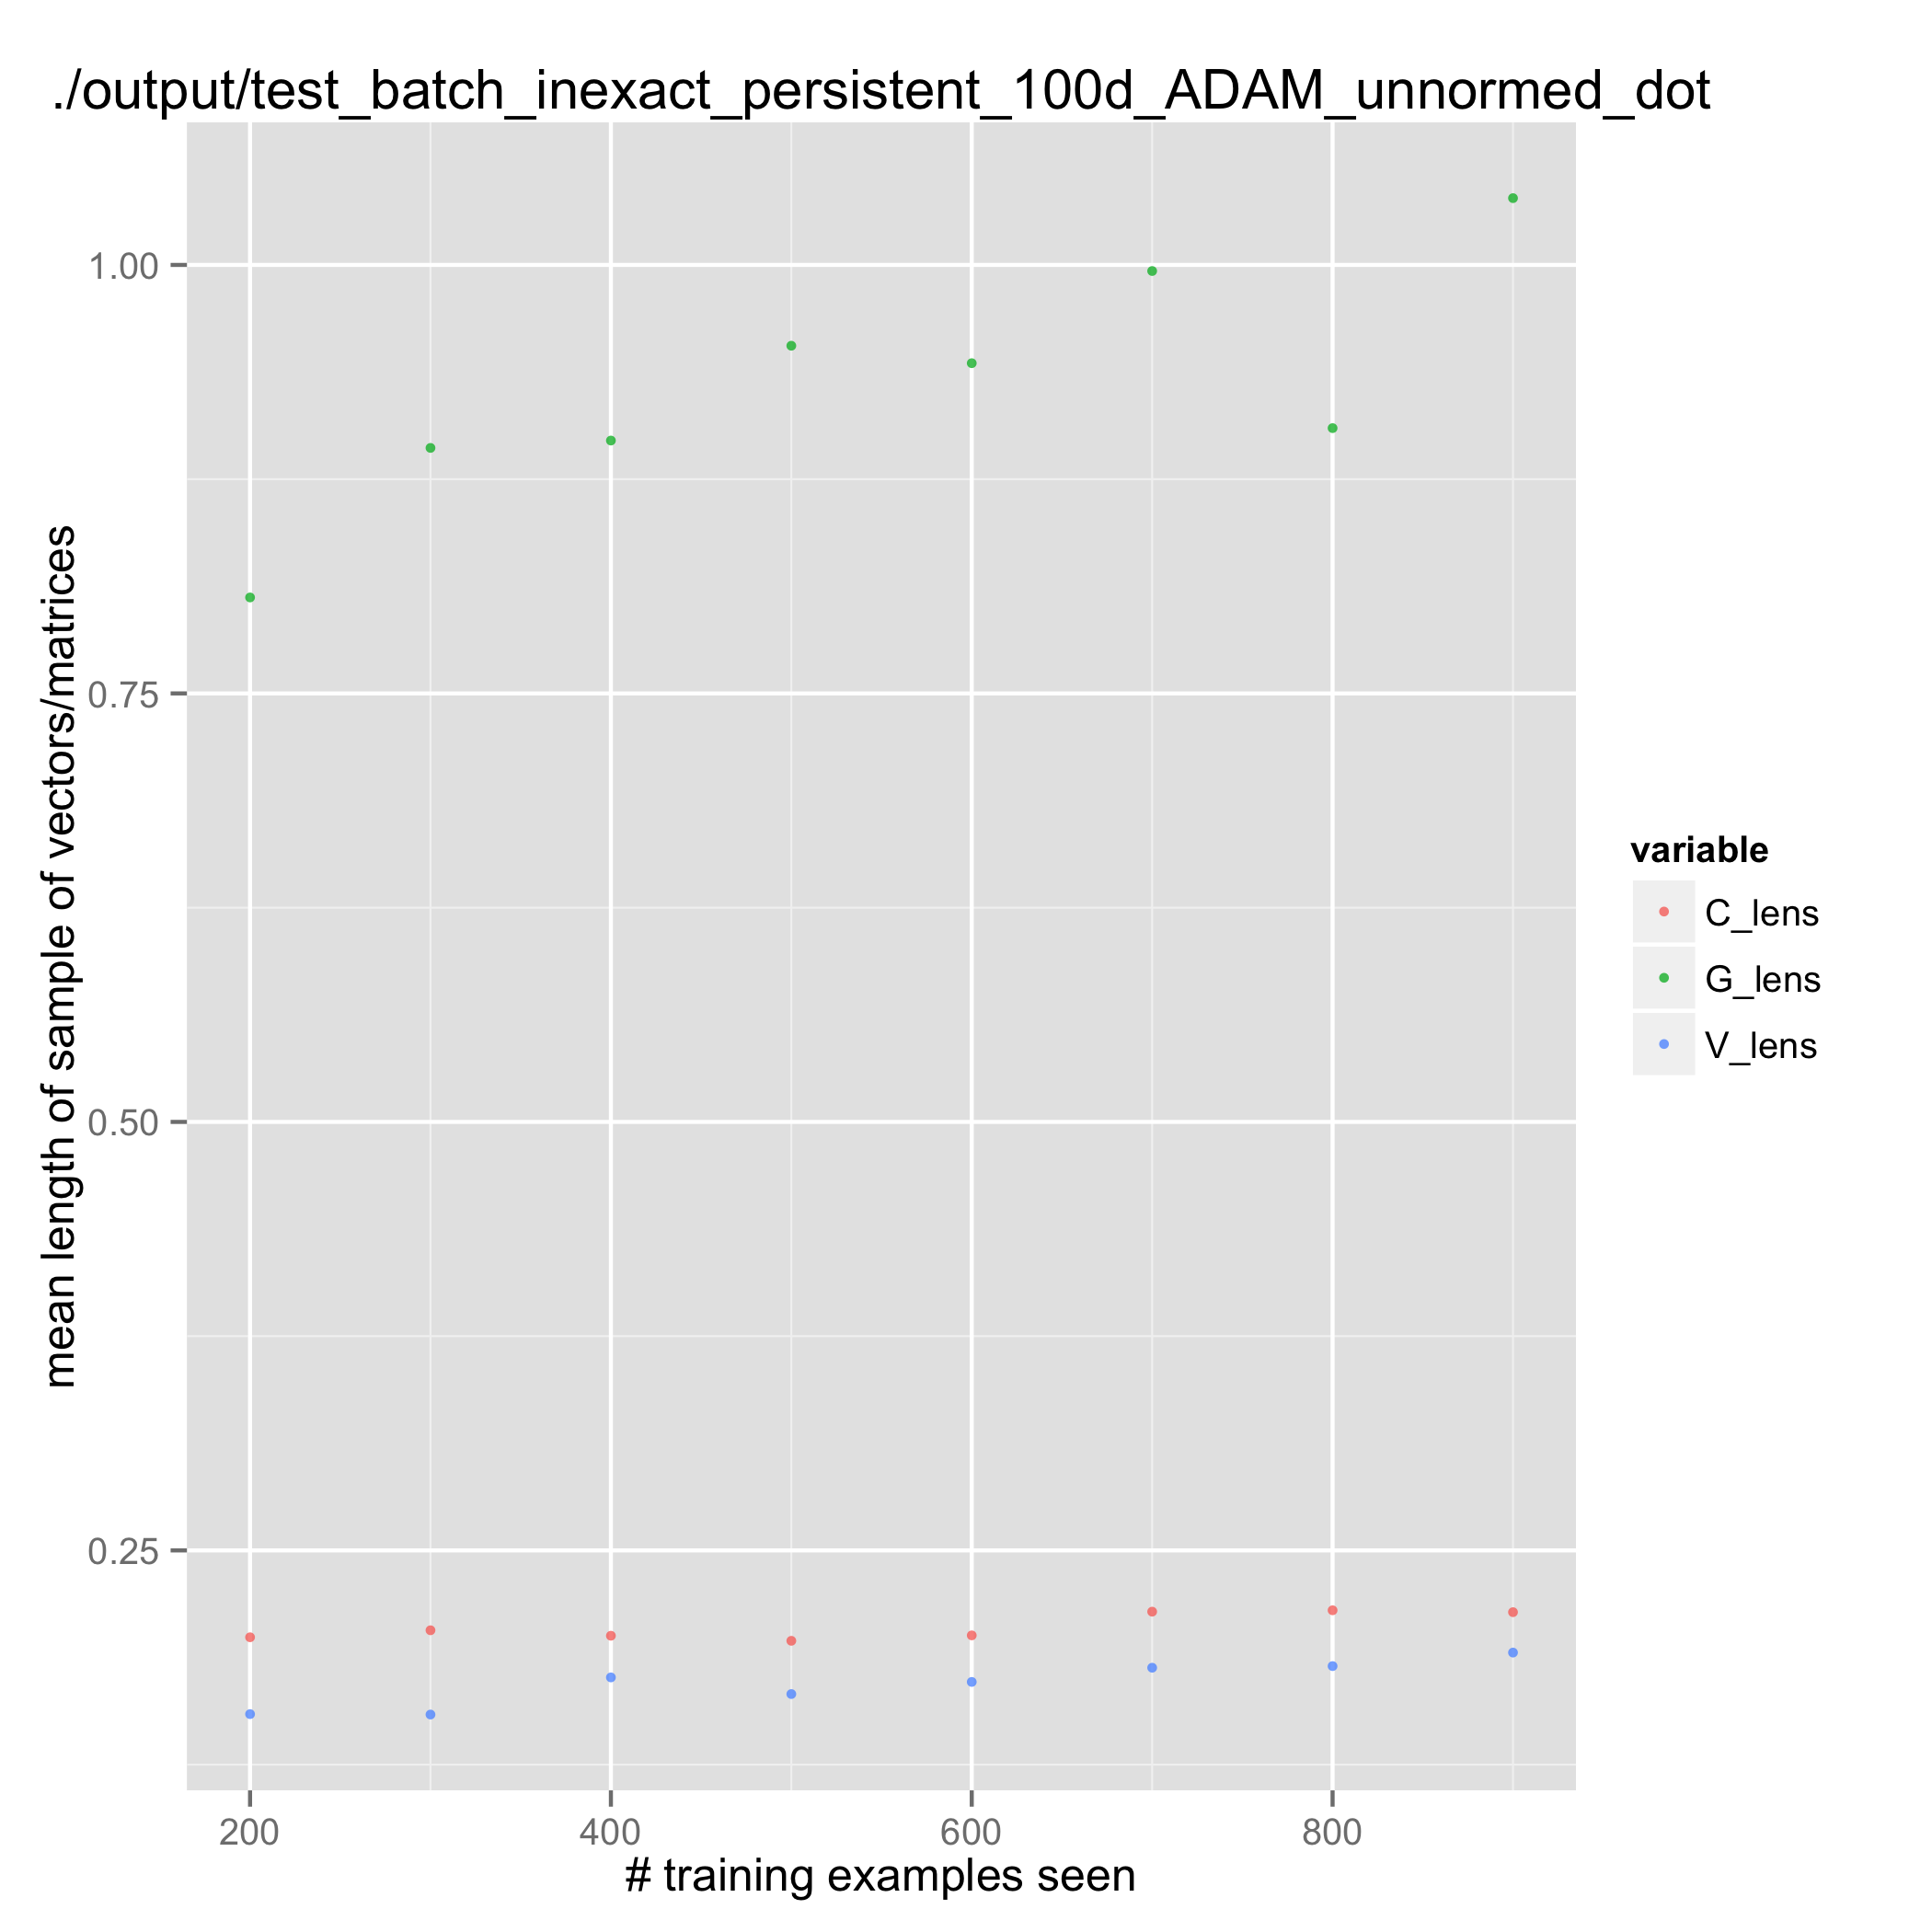 ./output/test_batch_inexact_persistent_100d_ADAM_unnormed_dot
mean length of sample of vectors/matrices
1.00
0.75
0.50
0.25
200
400
600
800
# training examples seen
variable
C_lens
G_lens
V_lens